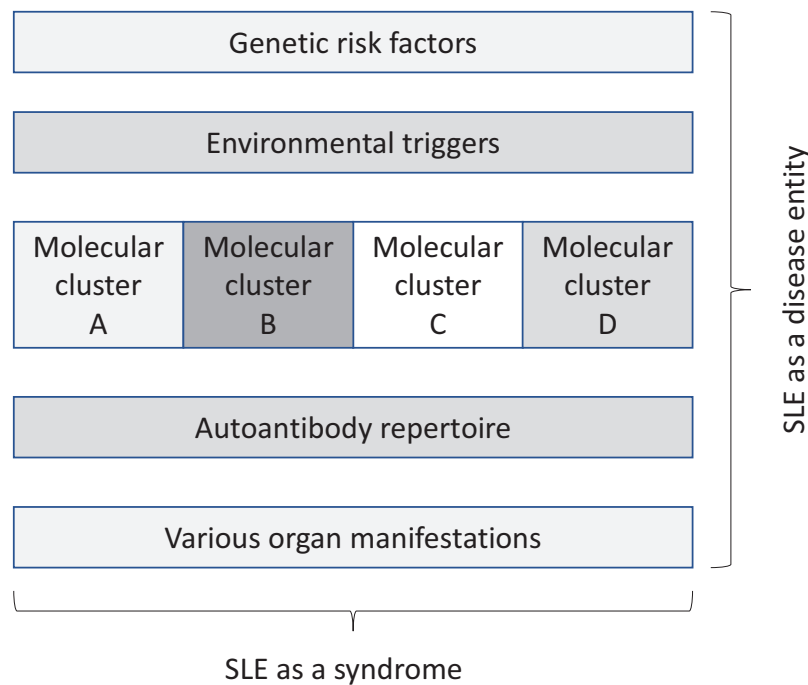 Genetic risk factors
Environmental triggers
Molecular
cluster
A
Molecular
cluster
B
Molecular
cluster
C
Molecular
cluster
D
Autoantibody repertoire
Various organ manifestations
SLE as a disease entity
SLE as a syndrome